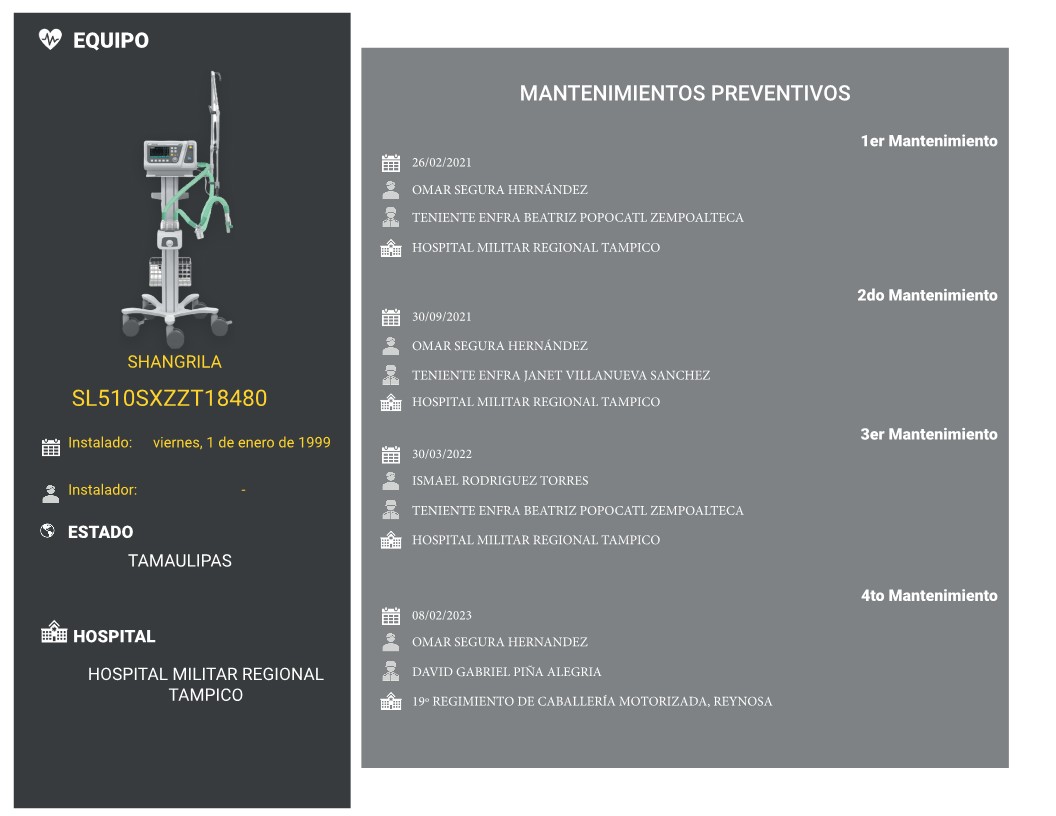 EQUIPO
SHANGRILA
SL510SXZZT18480
Instalado: viernes, 1 de enero de 1999
Instalador: -
ESTADO
TAMAULIPAS
HOSPITAL
HOSPITAL MILITAR REGIONAL
TAMPICO
MANTENIMIENTOS PREVENTIVOS
1er Mantenimiento
26/02/2021
OMAR SEGURA HERNÁNDEZ
TENIENTE ENFRA BEATRIZ POPOCATL ZEMPOALTECA
HOSPITAL MILITAR REGIONAL TAMPICO
2do Mantenimiento
30/09/2021
OMAR SEGURA HERNÁNDEZ
TENIENTE ENFRA JANET VILLANUEVA SANCHEZ
HOSPITAL MILITAR REGIONAL TAMPICO
3er Mantenimiento
30/03/2022
ISMAEL RODRIGUEZ TORRES
TENIENTE ENFRA BEATRIZ POPOCATL ZEMPOALTECA
HOSPITAL MILITAR REGIONAL TAMPICO
4to Mantenimiento
08/02/2023
OMAR SEGURA HERNANDEZ
DAVID GABRIEL PIÑA ALEGRIA
19º REGIMIENTO DE CABALLERÍA MOTORIZADA, REYNOSA